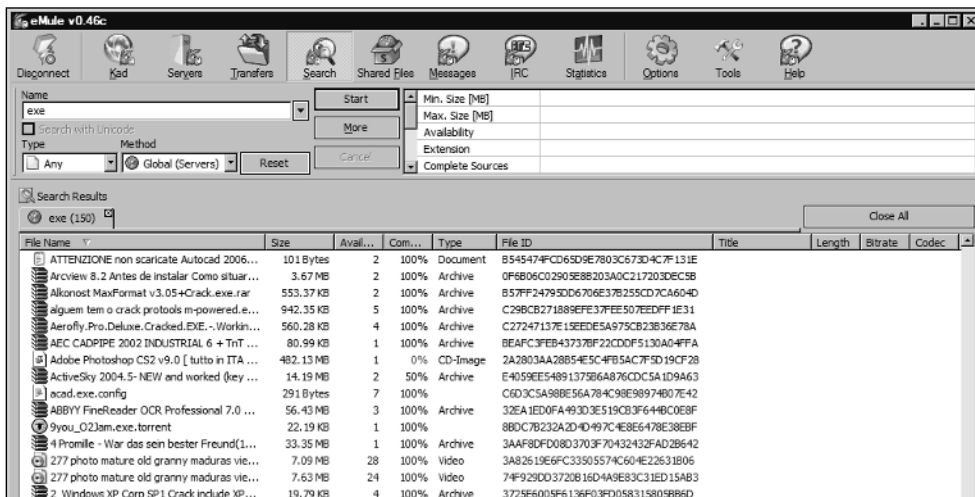 eMule v0.46c
Disconnect Kad Servers Transfers Search Shared Files Messages IRC Statistics Options Tools Help
Name
exe
Search with Unicode
Type Method
Any Global (Servers) Reset
Start
More
Cancel
Min. Size [MB]
Max. Size [MB]
Availability
Extension
Complete Sources
Search Results
exe (150) Close All
File Name Size Avail... Com... Type File ID Title Length Bitrate Codec
ATTENZIONE non scaricate Autocad 2006... 101 Bytes 2 100% Document B545474FCD65D9E7803C673D4C7F131E
Arcview 8.2 Antes de instalar Como situar... 3.67 MB 2 100% Archive 0F6B06C02905E8B203A0C217203DEC5B
Alkonost MaxFormat v3.05+Crack.exe.rar 553.37 KB 2 100% Archive B57FF24795DD6706E37B255CD7CA604D
alguem tem o crack protools m-powered.e... 942.35 KB 5 100% Archive C29BCB271889EFE37FEE507EEDFF1E31
Aerofly.Pro.Deluxe.Cracked.EXE.-.Workin... 560.28 KB 4 100% Archive C27247137E15EEDE5A975CB23B36E78A
AEC CADPIPE 2002 INDUSTRIAL 6 + TnT ... 80.99 KB 1 100% Archive BEAFC3FEB43737BF22CDDF5130A04FFA
Adobe Photoshop CS2 v9.0 [ tutto in ITA ... 482.13 MB 1 0% CD-Image 2A2803AA28B54E5C4FB5AC7F5D19CF28
ActiveSky 2004.5- NEW and worked (key ... 14.19 MB 2 50% Archive E4059EE54891375B6A876CDC5A1D9A63
acad.exe.config 291 Bytes 7 100% C6D3C5A98BE56A784C98E98974B07E42
ABBYY FineReader OCR Professional 7.0 ... 56.43 MB 3 100% Archive 32EA1ED0FA493D3E519CB3F644BC0E8F
9you_O2Jam.exe.torrent 22.19 KB 1 100% 8BDC7B232A2D4D497C4E8E6478E38EBF
4 Promille - War das sein bester Freund(1... 33.35 MB 1 100% Archive 3AAF8DFD08D3703F70432432FAD2B642
277 photo mature old granny maduras vie... 7.09 MB 28 100% Video 3A82619E6FC33505574C604E22631B06
277 photo mature old granny maduras vie... 7.63 MB 24 100% Video 74F929DD3720B16D4A9E83C31ED15AB3
2 Windows XP Corp SP1 Crack include XP... 19.79 KB 4 100% Archive 3725E6005F6136F03FD058315805BB6D